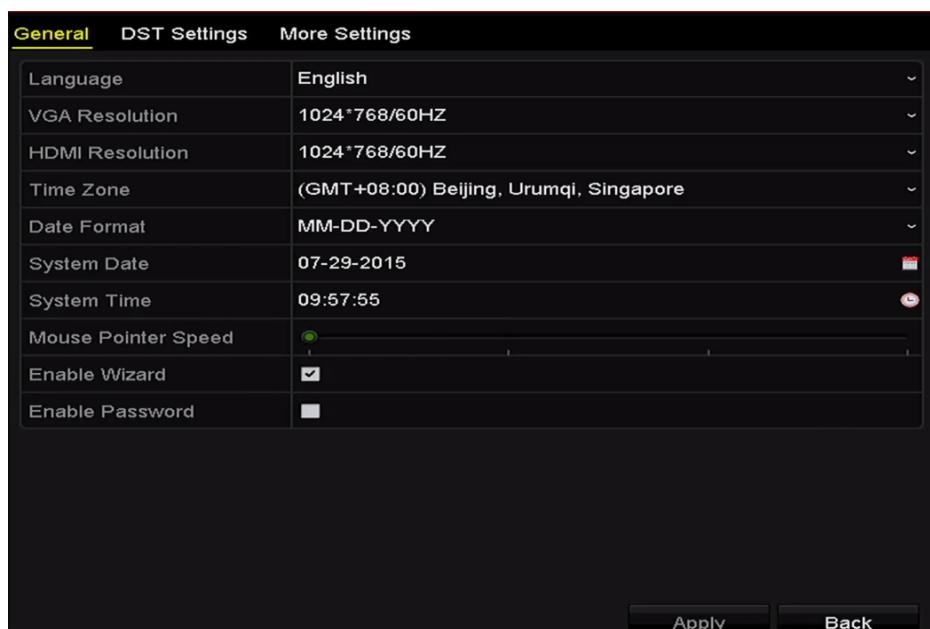 General DST Settings More Settings
Language English
VGA Resolution 1024*768/60HZ
HDMI Resolution 1024*768/60HZ
Time Zone (GMT+08:00) Beijing, Urumqi, Singapore
Date Format MM-DD-YYYY
System Date 07-29-2015
System Time 09:57:55
Mouse Pointer Speed
Enable Wizard
Enable Password
Apply Back